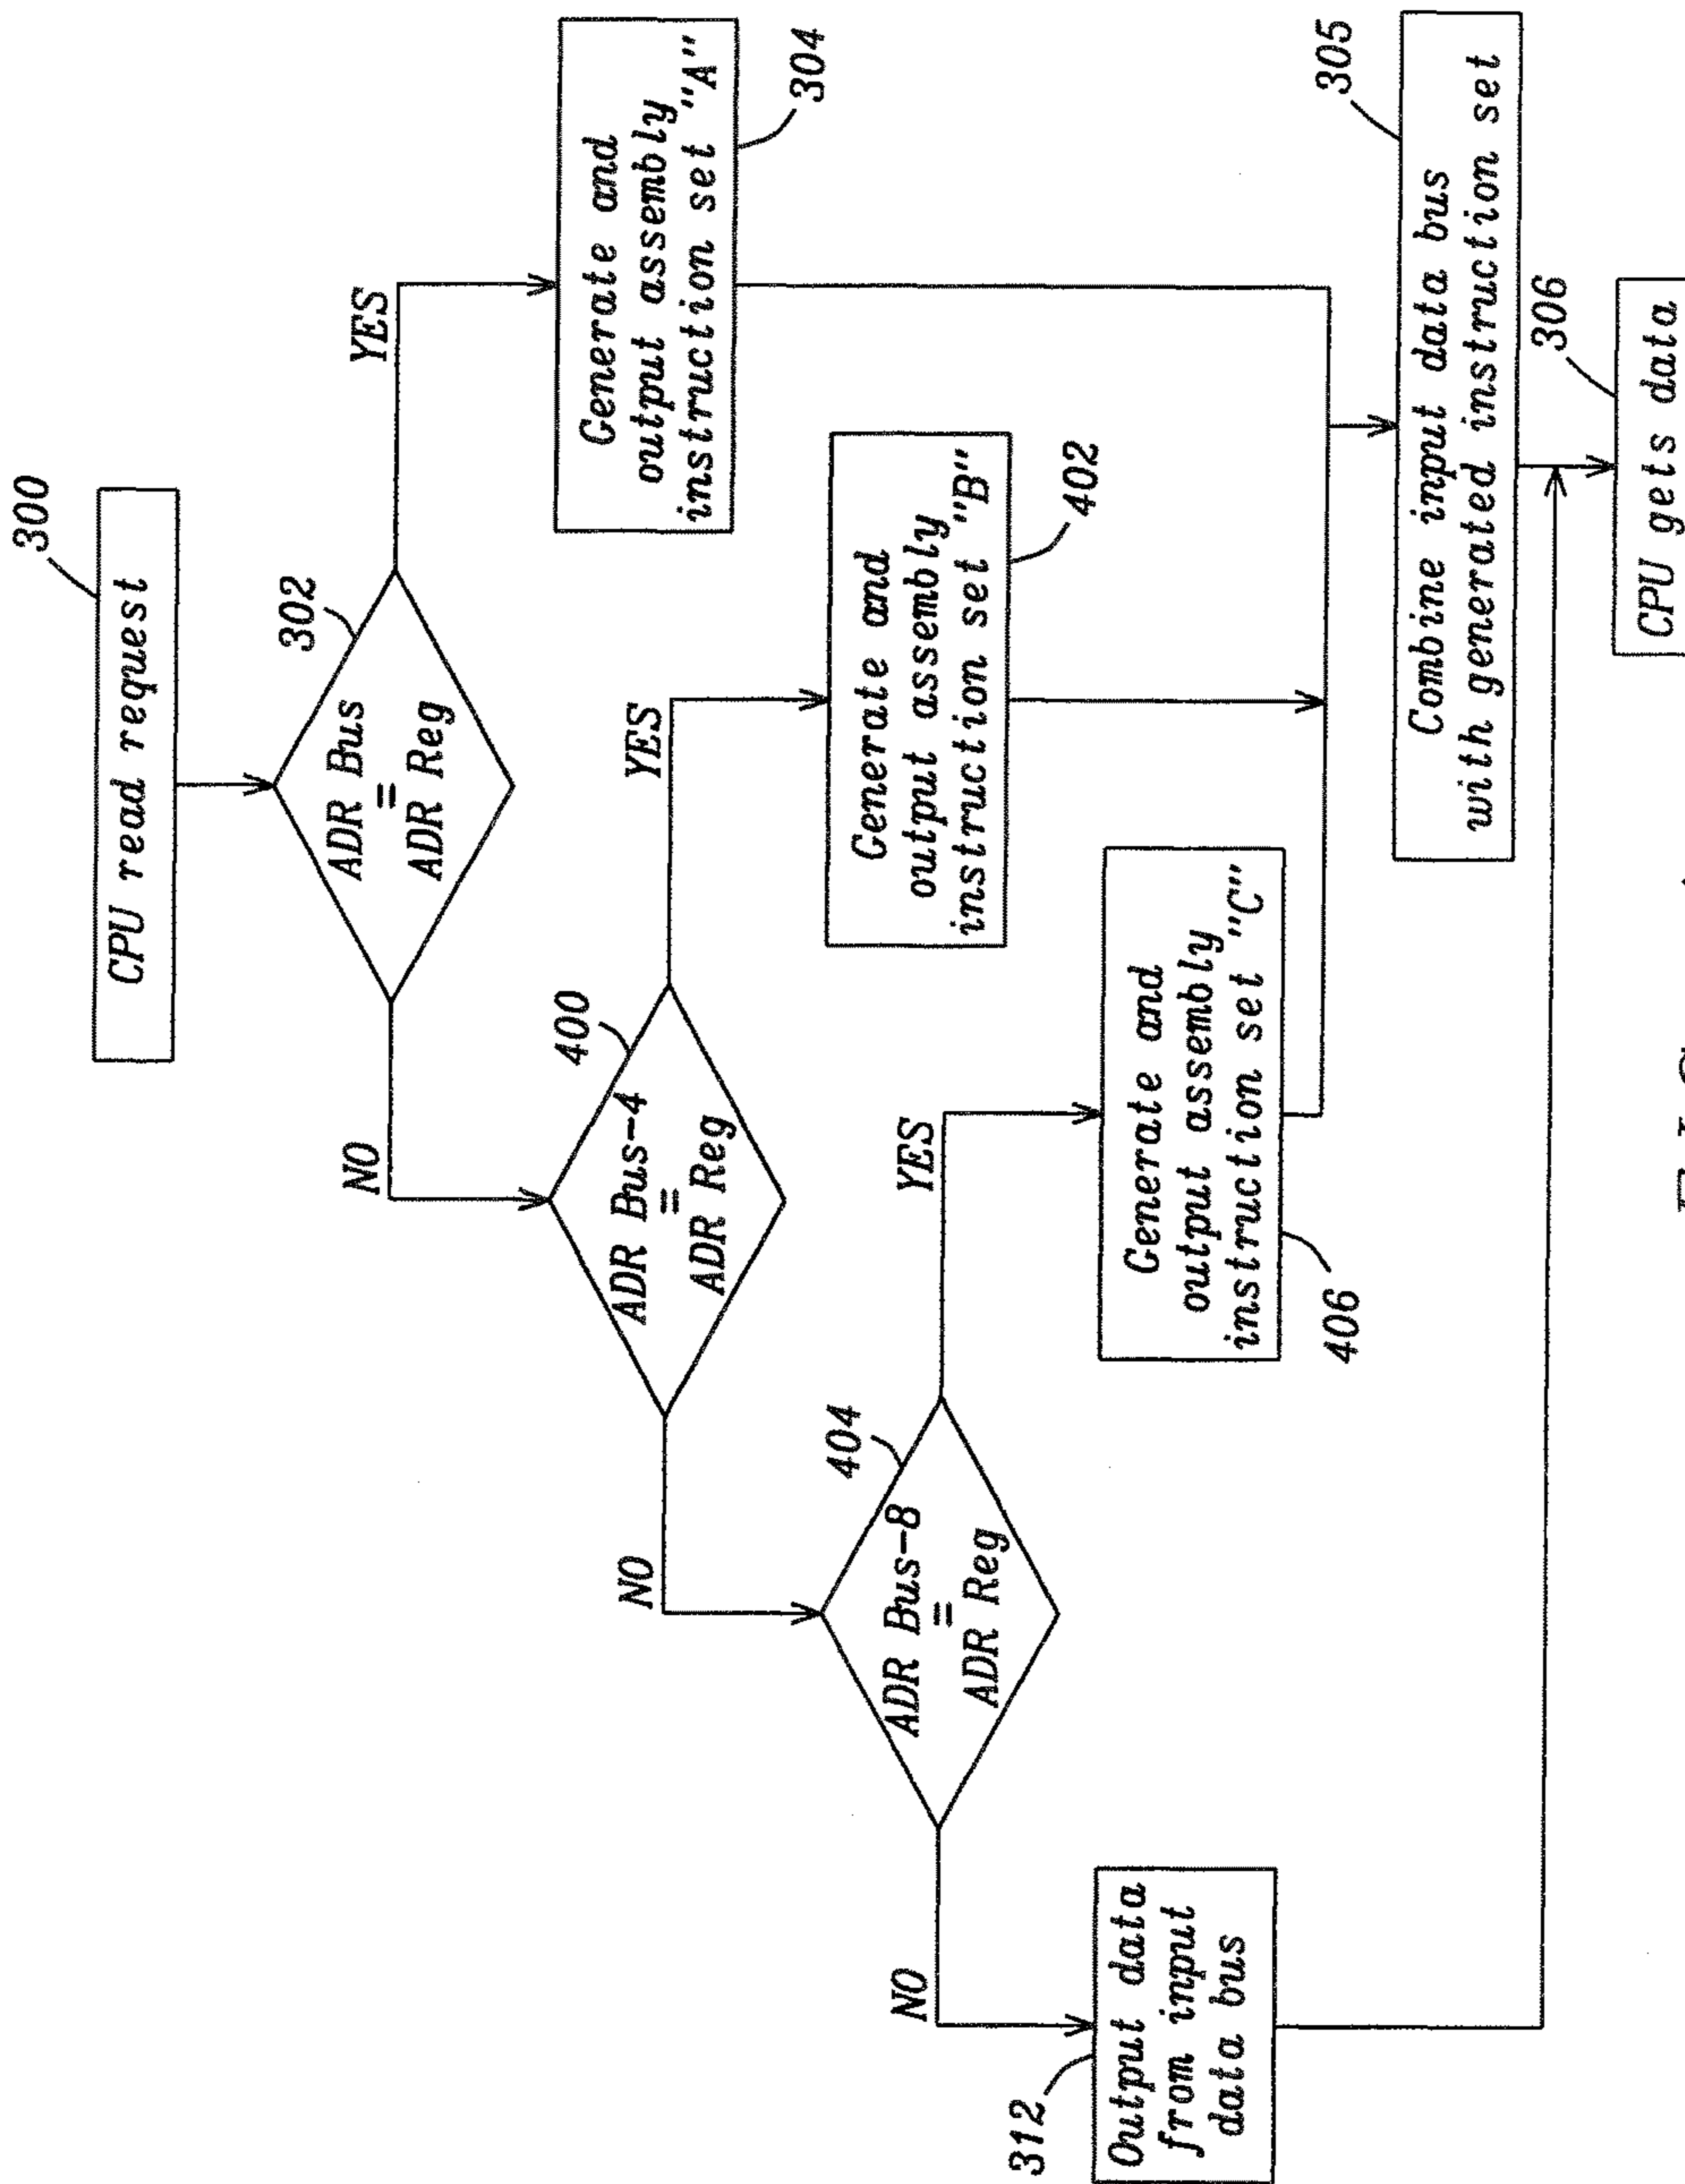 300
CPU read request
302
ADR Bus
=
ADR Reg
YES
NO
Generate and
output assembly
instruction set "A"
304
400
ADR Bus-4
=
ADR Reg
YES
NO
Generate and
output assembly
instruction set "B"
402
404
ADR Bus-8
=
ADR Reg
YES
NO
Generate and
output assembly
instruction set "C"
406
312
Output data
from input
data bus
305
Combine input data bus
with generated instruction set
306
CPU gets data